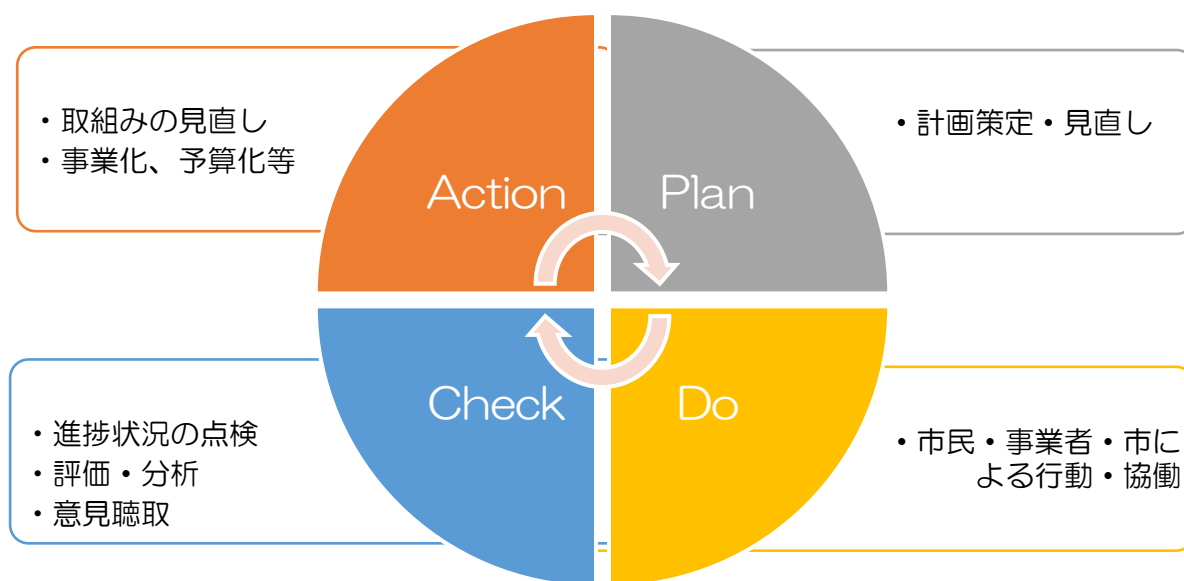 ・取組みの見直し
・事業化、予算化等
Action
Plan
・計画策定・見直し
・進捗状況の点検
・評価・分析
・意見聴取
Check
Do
・市民・事業者・市に
よる行動・協働